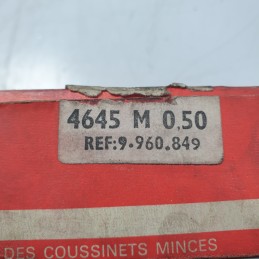 4645 M 0,50
REF:9-960.849
DES COUSSINETS MINCES